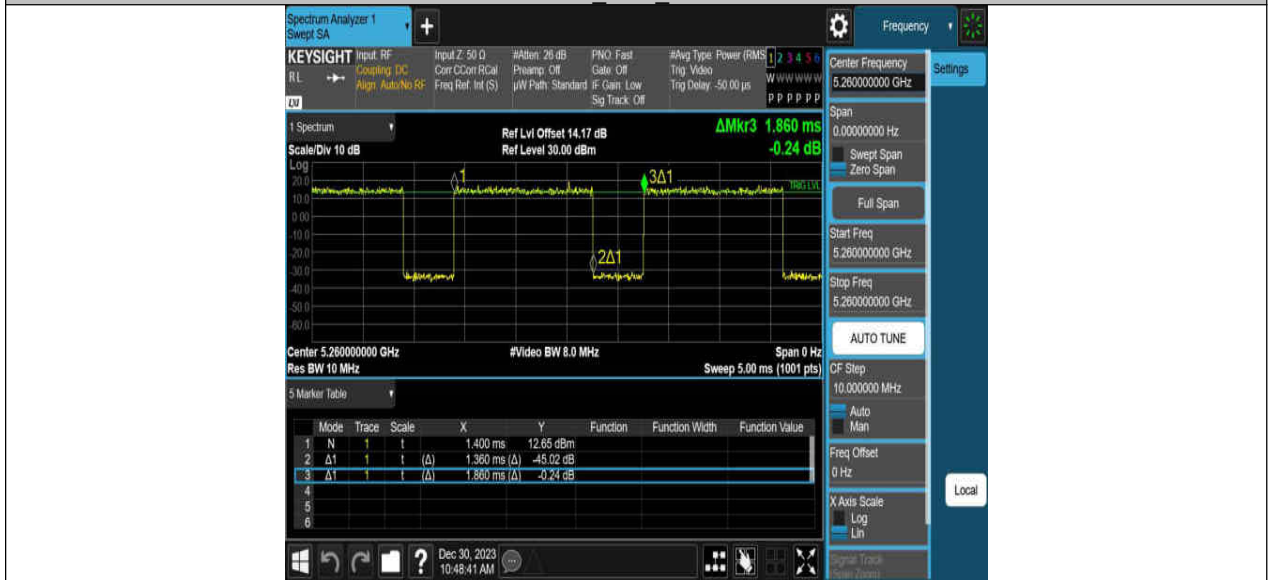 Spectrum Analyzer 1
Swept SA
+
Frequency
KEYSIGHT
RL
LXI
Input: RF
Coupling: DC
Align: Auto/No RF
Input Z: 50 Ω
Corr CCorr RCal
Freq Ref: Int (S)
#Atten: 26 dB
Preamp: Off
µW Path: Standard
PNO: Fast
Gate: Off
IF Gain: Low
Sig Track: Off
#Avg Type: Power (RMS
Trig: Video
Trig Delay: -50.00 µs
1 2 3 4 5 6
W W W W W W
P P P P P P
1 Spectrum
Scale/Div 10 dB
Ref Lvl Offset 14.17 dB
Ref Level 30.00 dBm
ΔMkr3 1.860 ms
-0.24 dB
Log
20.0
10.0
0.00
-10.0
-20.0
-30.0
-40.0
-50.0
-60.0
1
2Δ1
3Δ1
TRIG LVL
Center 5.260000000 GHz
#Video BW 8.0 MHz
Span 0 Hz
Res BW 10 MHz
Sweep 5.00 ms (1001 pts)
5 Marker Table
Mode Trace Scale X Y Function Function Width Function Value
1 N 1 t 1.400 ms 12.65 dBm
2 Δ1 1 t (Δ) 1.360 ms (Δ) -45.02 dB
3 Δ1 1 t (Δ) 1.860 ms (Δ) -0.24 dB
4
5
6
?
Dec 30, 2023
10:48:41 AM
Center Frequency
5.260000000 GHz
Span
0.00000000 Hz
Swept Span
Zero Span
Full Span
Start Freq
5.260000000 GHz
Stop Freq
5.260000000 GHz
AUTO TUNE
CF Step
10.000000 MHz
Auto
Man
Freq Offset
0 Hz
X Axis Scale
Log
Lin
Signal Track
(Span Zoom)
Settings
Local